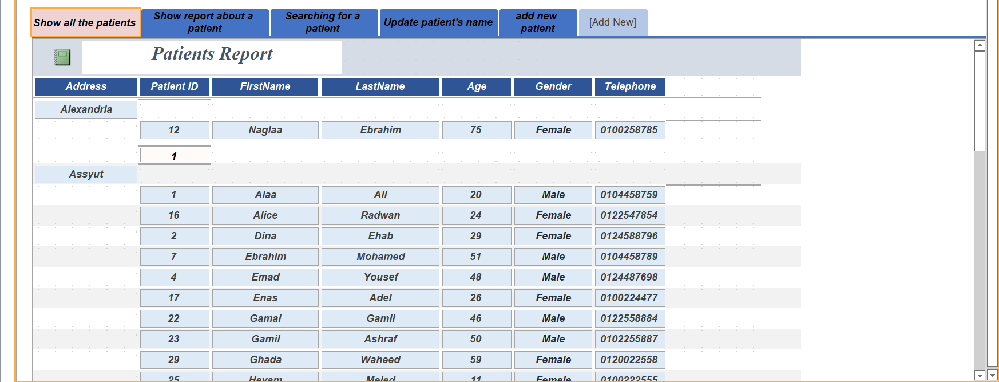 Show all the patients
Show report about a
patient
Searching for a
patient
Update patient's name
add new
patient
[Add New]
Patients Report
Address Patient ID FirstName LastName Age Gender Telephone
Alexandria
12 Naglaa Ebrahim 75 Female 0100258785
1
Assyut
1 Alaa Ali 20 Male 0104458759
16 Alice Radwan 24 Female 0122547854
2 Dina Ehab 29 Female 0124588796
7 Ebrahim Mohamed 51 Male 0104458789
4 Emad Yousef 48 Male 0124487698
17 Enas Adel 26 Female 0100224477
22 Gamal Gamil 46 Male 0122558884
23 Gamil Ashraf 50 Male 0102255887
29 Ghada Waheed 59 Female 0120022558
25 Hayam Melad 11 Female 0100222555